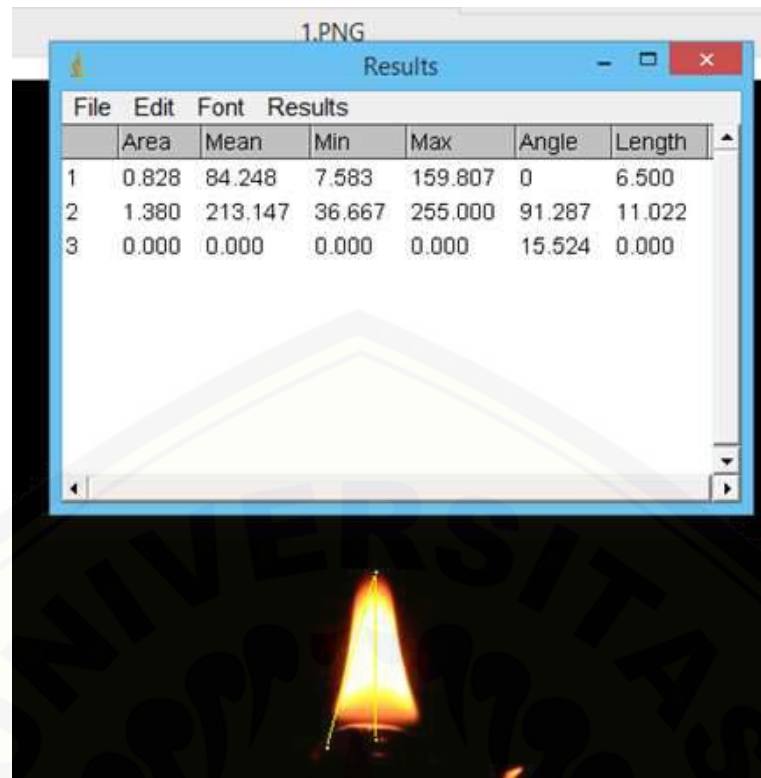 1.PNG
Results
File Edit Font Results
Area Mean Min Max Angle Length
1 0.828 84.248 7.583 159.807 0 6.500
2 1.380 213.147 36.667 255.000 91.287 11.022
3 0.000 0.000 0.000 0.000 15.524 0.000
UNIVERSITAS